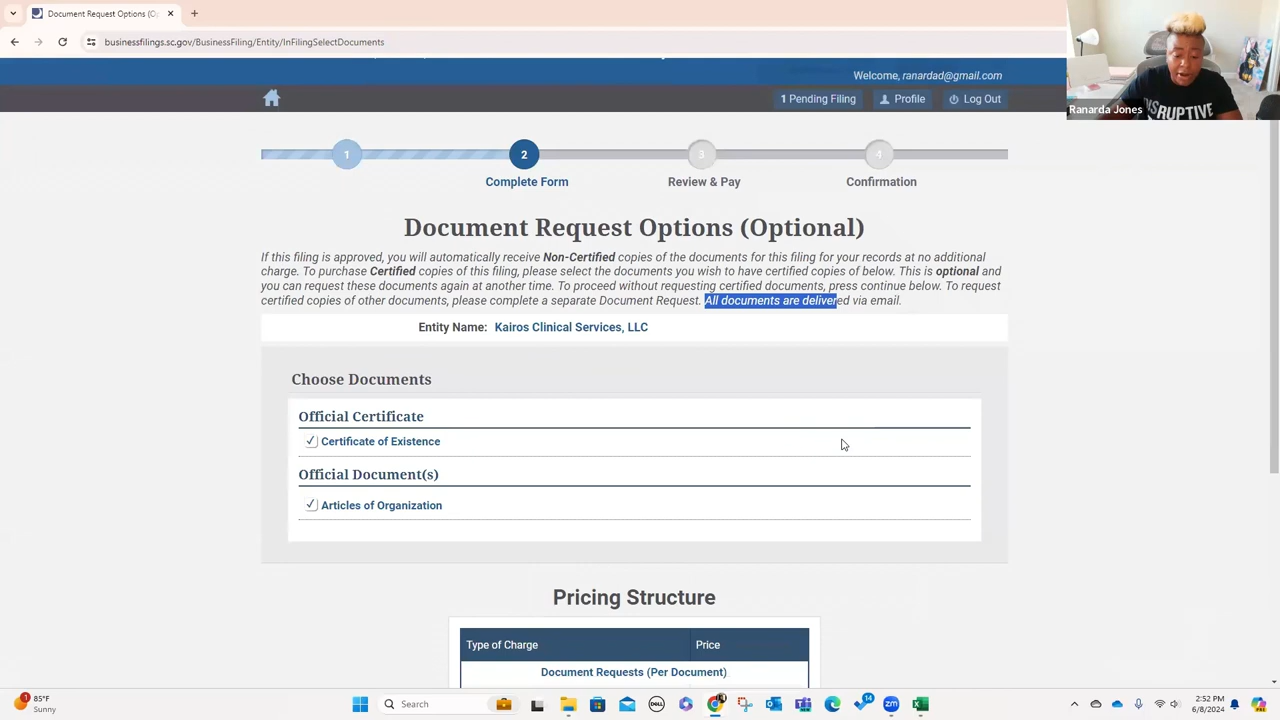 Document Request Options (O
businessfilings.sc.gov/BusinessFiling/Entity/InFilingSelectDocuments
Welcome, ranardad@gmail.com
1 Pending Filing
Profile
Log Out
Ranarda Jones
DISRUPTIVE
1
2
3
4
Complete Form
Review & Pay
Confirmation
Document Request Options (Optional)
If this filing is approved, you will automatically receive Non-Certified copies of the documents for this filing for your records at no additional
charge. To purchase Certified copies of this filing, please select the documents you wish to have certified copies of below. This is optional and
you can request these documents again at another time. To proceed without requesting certified documents, press continue below. To request
certified copies of other documents, please complete a separate Document Request. All documents are delivered via email.
Entity Name: Kairos Clinical Services, LLC
Choose Documents
Official Certificate
Certificate of Existence
Official Document(s)
Articles of Organization
Pricing Structure
Type of Charge
Price
Document Requests (Per Document)
1
85°F
Sunny
Search
DELL
14
2:52 PM
6/8/2024